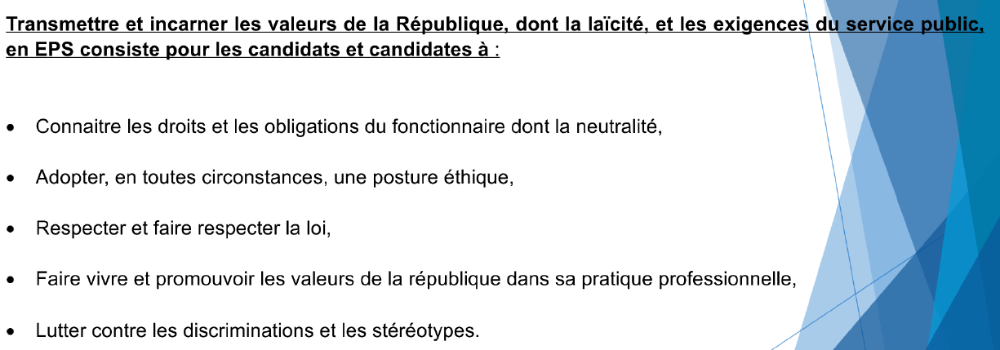 Transmettre et incarner les valeurs de la République, dont la laïcité, et les exigences du service public,
en EPS consiste pour les candidats et candidates à :
• Connaitre les droits et les obligations du fonctionnaire dont la neutralité,
• Adopter, en toutes circonstances, une posture éthique,
• Respecter et faire respecter la loi,
• Faire vivre et promouvoir les valeurs de la république dans sa pratique professionnelle,
• Lutter contre les discriminations et les stéréotypes.